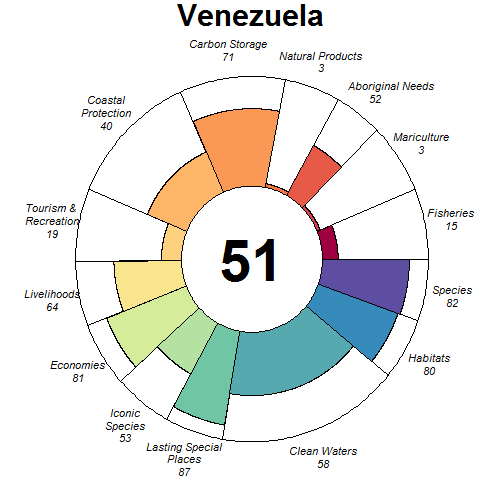 Venezuela
Carbon Storage
71
Natural Products
3
Aboriginal Needs
52
Mariculture
3
Fisheries
15
Species
82
Habitats
80
Clean Waters
58
Lasting Special
Places
87
Iconic
Species
53
Economies
81
Livelihoods
64
Tourism &
Recreation
19
Coastal
Protection
40
51